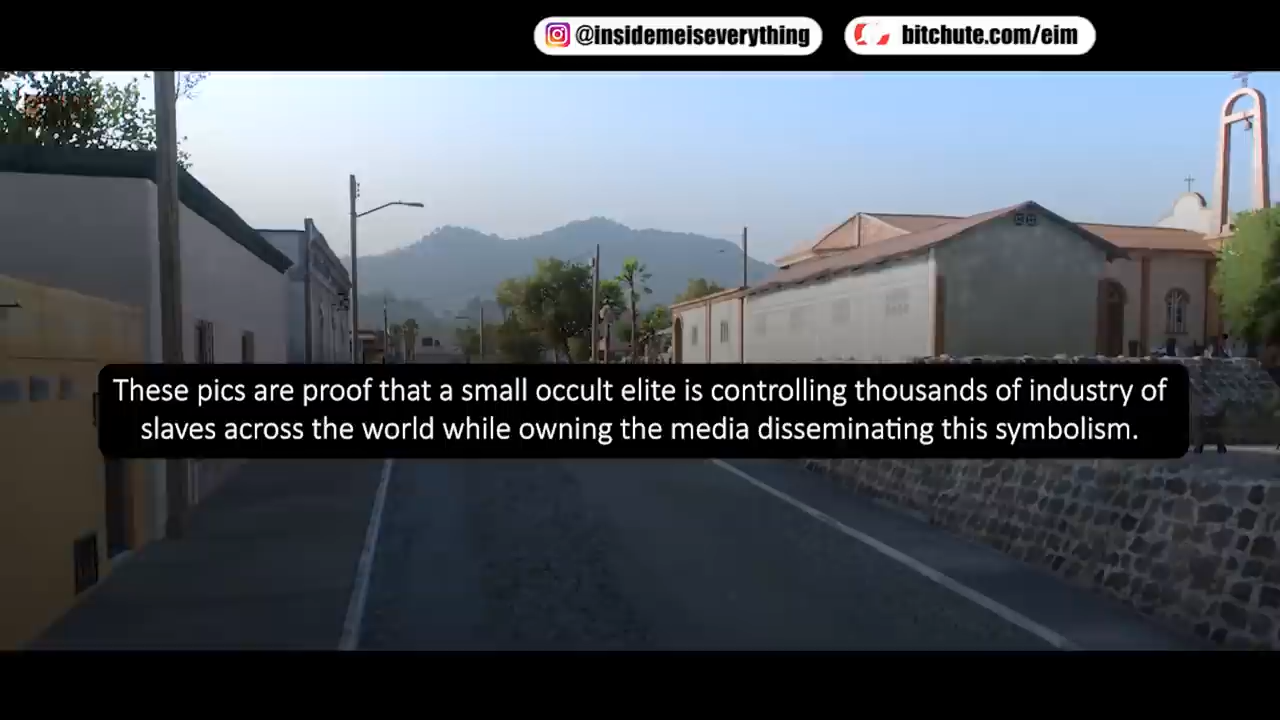 @insidemeiseverything
bitchute.com/eim
These pics are proof that a small occult elite is controlling thousands of industry of
slaves across the world while owning the media disseminating this symbolism.